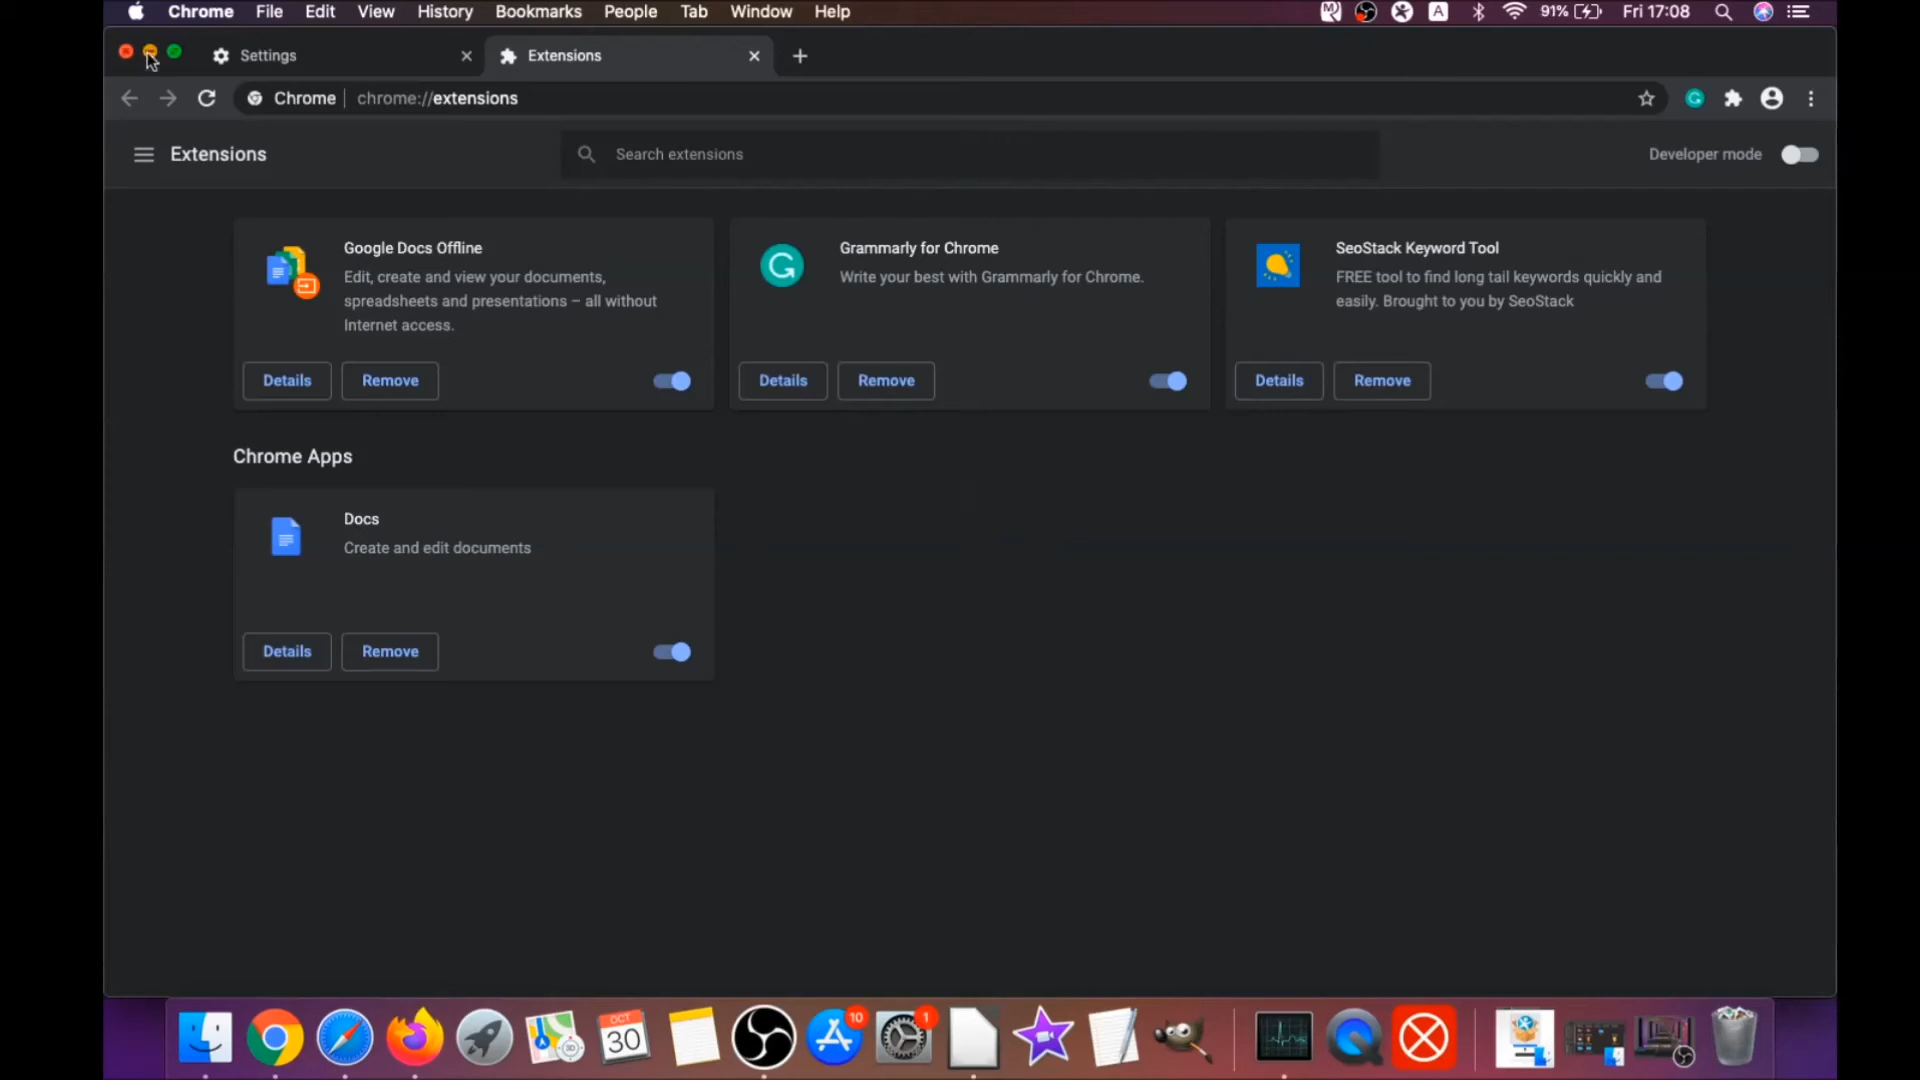 Chrome File Edit View History Bookmarks People Tab Window Help A 91% Fri 17:08
Settings Extensions
Chrome chrome://extensions
Extensions Search extensions Developer mode
Google Docs Offline
Edit, create and view your documents,
spreadsheets and presentations – all without
Internet access.
Details Remove
Grammarly for Chrome
Write your best with Grammarly for Chrome.
Details Remove
SeoStack Keyword Tool
FREE tool to find long tail keywords quickly and
easily. Brought to you by SeoStack
Details Remove
Chrome Apps
Docs
Create and edit documents
Details Remove
OCT
30
10
1